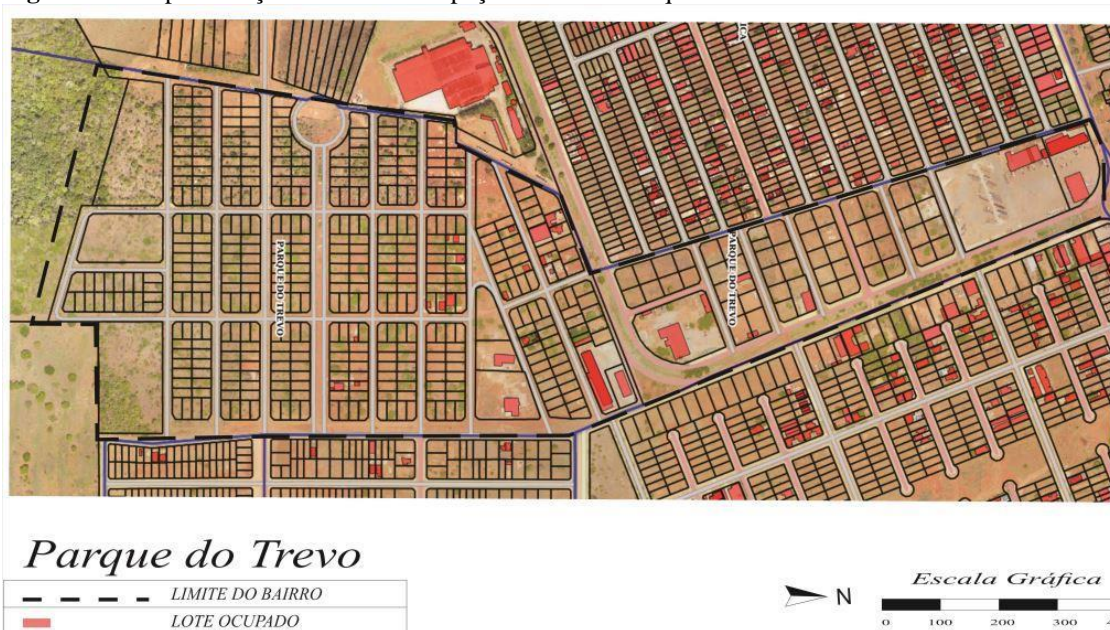 PARQUE DO TREVO
PARQUE DO TREVO
Parque do Trevo
LIMITE DO BAIRRO
LOTE OCUPADO
N
Escala Gráfica
0 100 200 300